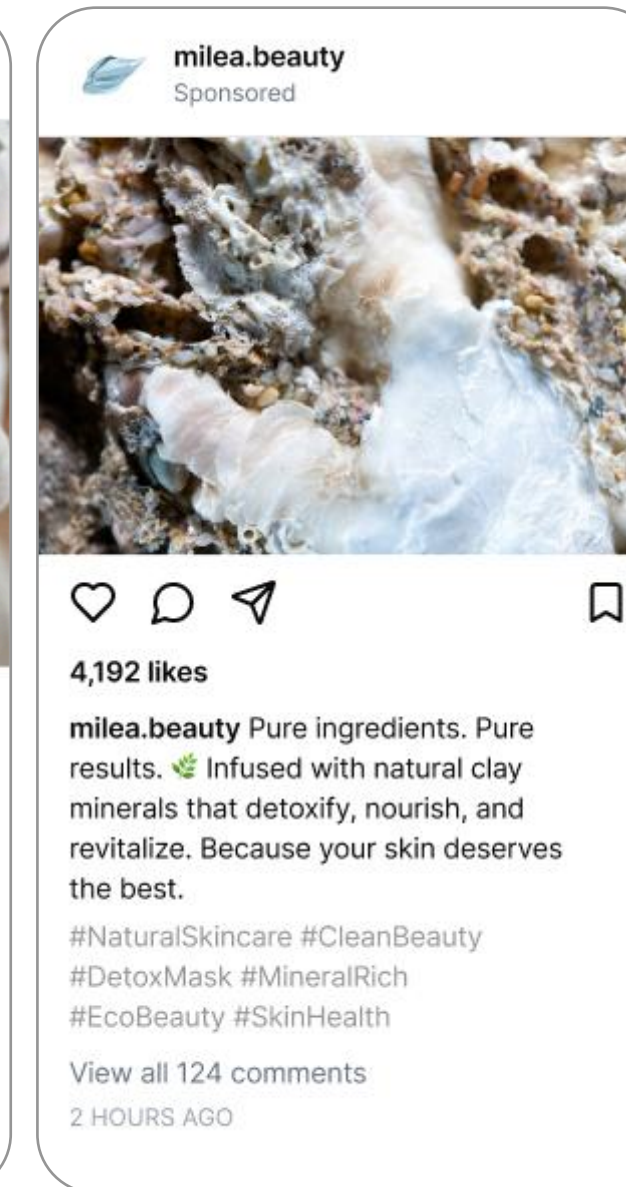 milea.beauty
Sponsored
4,192 likes
milea.beauty Pure ingredients. Pure
results. 🌿 Infused with natural clay
minerals that detoxify, nourish, and
revitalize. Because your skin deserves
the best.
#NaturalSkincare #CleanBeauty
#DetoxMask #MineralRich
#EcoBeauty #SkinHealth
View all 124 comments
2 HOURS AGO